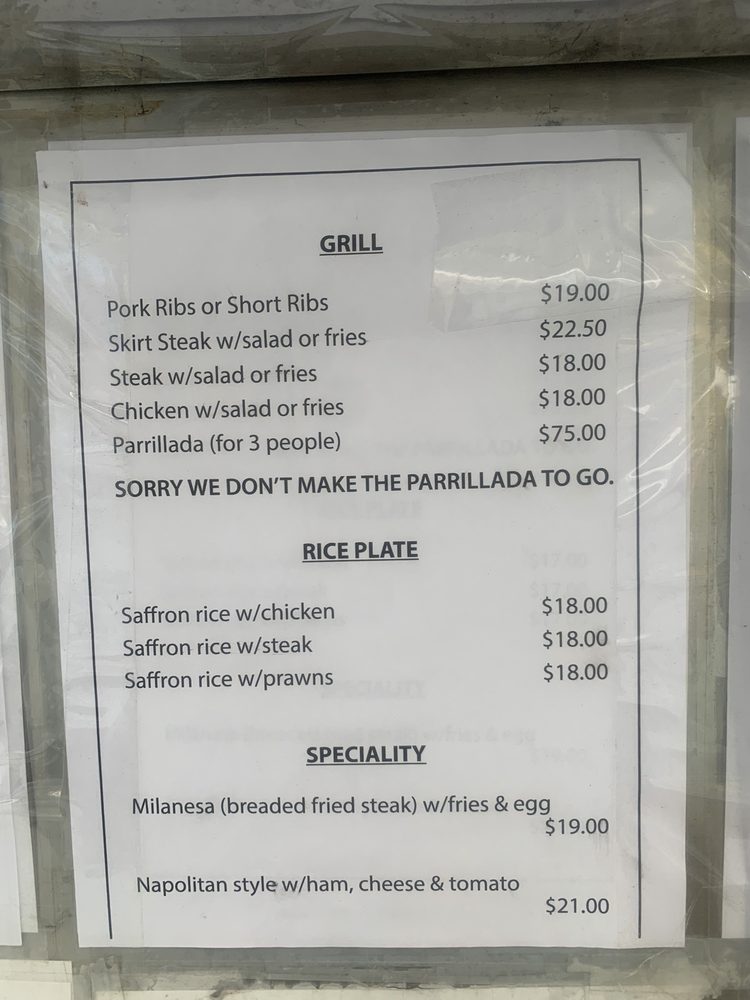 GRILL
Pork Ribs or Short Ribs $19.00
Skirt Steak w/salad or fries $22.50
Steak w/salad or fries $18.00
Chicken w/salad or fries $18.00
Parrillada (for 3 people) $75.00
SORRY WE DON'T MAKE THE PARRILLADA TO GO.
RICE PLATE
Saffron rice w/chicken $18.00
Saffron rice w/steak $18.00
Saffron rice w/prawns $18.00
SPECIALITY
Milanesa (breaded fried steak) w/fries & egg
$19.00
Napolitan style w/ham, cheese & tomato
$21.00